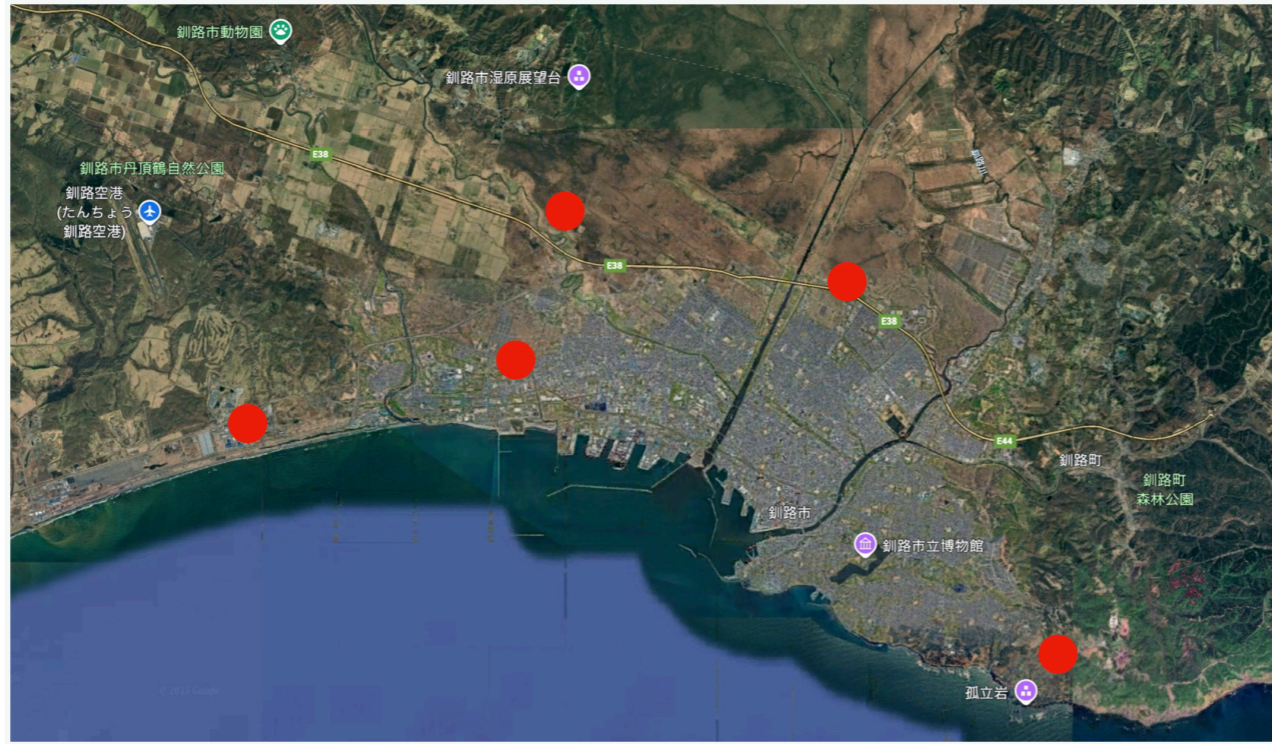 釧路市動物園
釧路市湿原展望台
E38
釧路市丹頂鶴自然公園
釧路空港
(たんちょう
釧路空港)
E38
E38
E44
釧路町
釧路町
森林公園
釧路市
釧路市立博物館
孤立岩